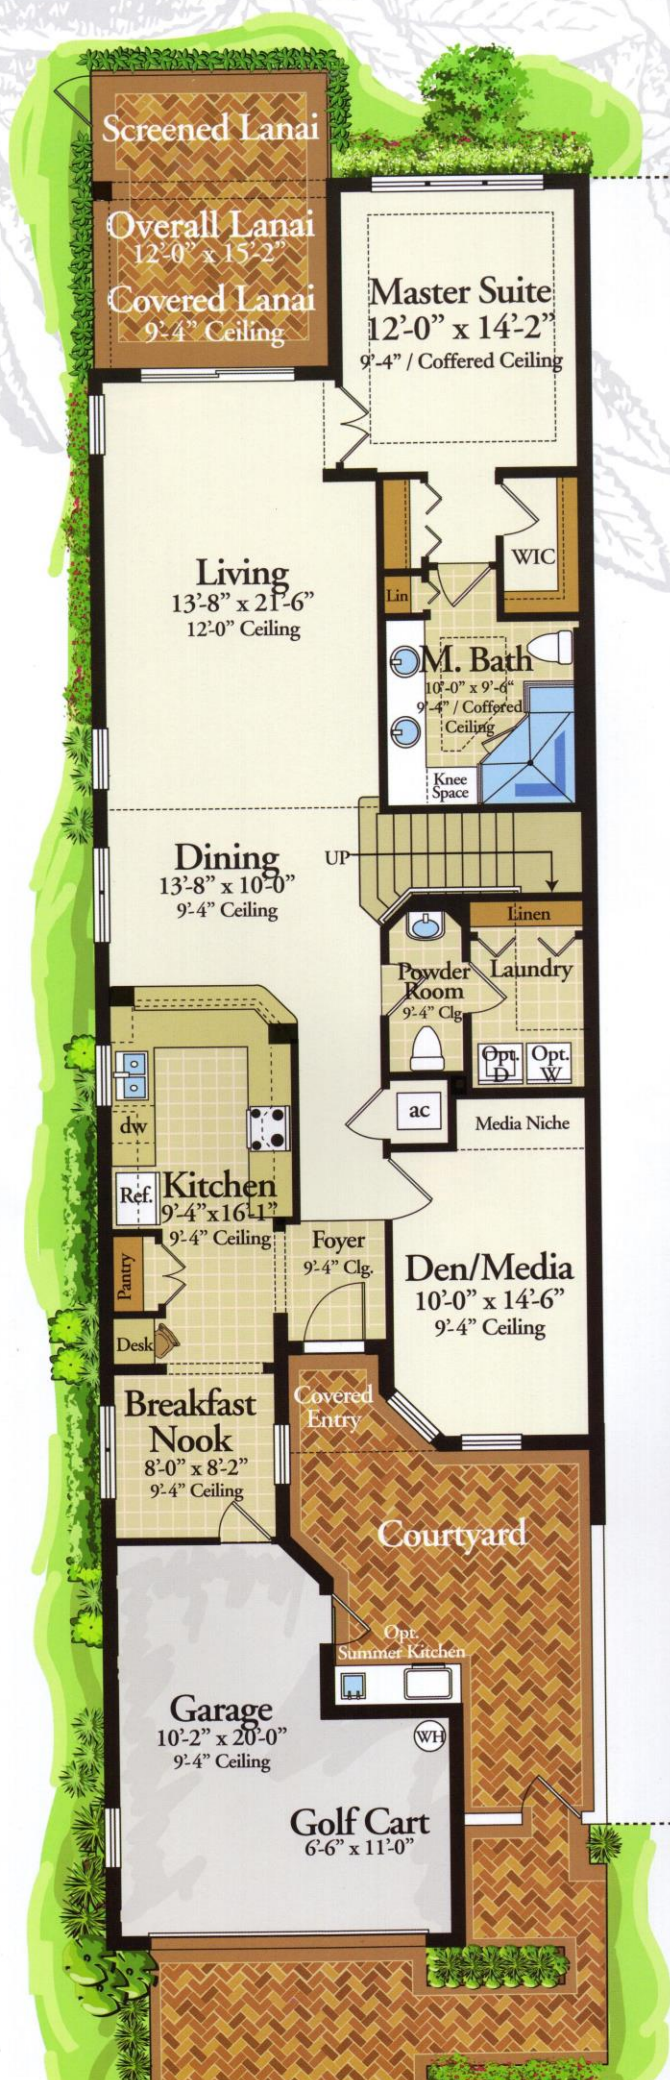 Screened Lanai
Overall Lanai
12'-0" x 15'-2"
Covered Lanai
9'-4" Ceiling
Master Suite
12'-0" x 14'-2"
9'-4" / Coffered Ceiling
WIC
Living
13'-8" x 21'-6"
12'-0" Ceiling
Lin
M. Bath
10'-0" x 9'-6"
9'-4" / Coffered
Ceiling
Knee
Space
Dining
13'-8" x 10'-0"
9'-4" Ceiling
UP
Linen
Powder
Room
9'-4" Clg.
Laundry
Opt.
D
Opt.
W
ac
Media Niche
dw
Ref.
Kitchen
9'-4"x16'-1"
9'-4" Ceiling
Pantry
Desk
Foyer
9'-4" Clg.
Den/Media
10'-0" x 14'-6"
9'-4" Ceiling
Breakfast
Nook
8'-0" x 8'-2"
9'-4" Ceiling
Covered
Entry
Courtyard
Opt.
Summer Kitchen
Garage
10'-2" x 20'-0"
9'-4" Ceiling
WH
Golf Cart
6'-6" x 11'-0"